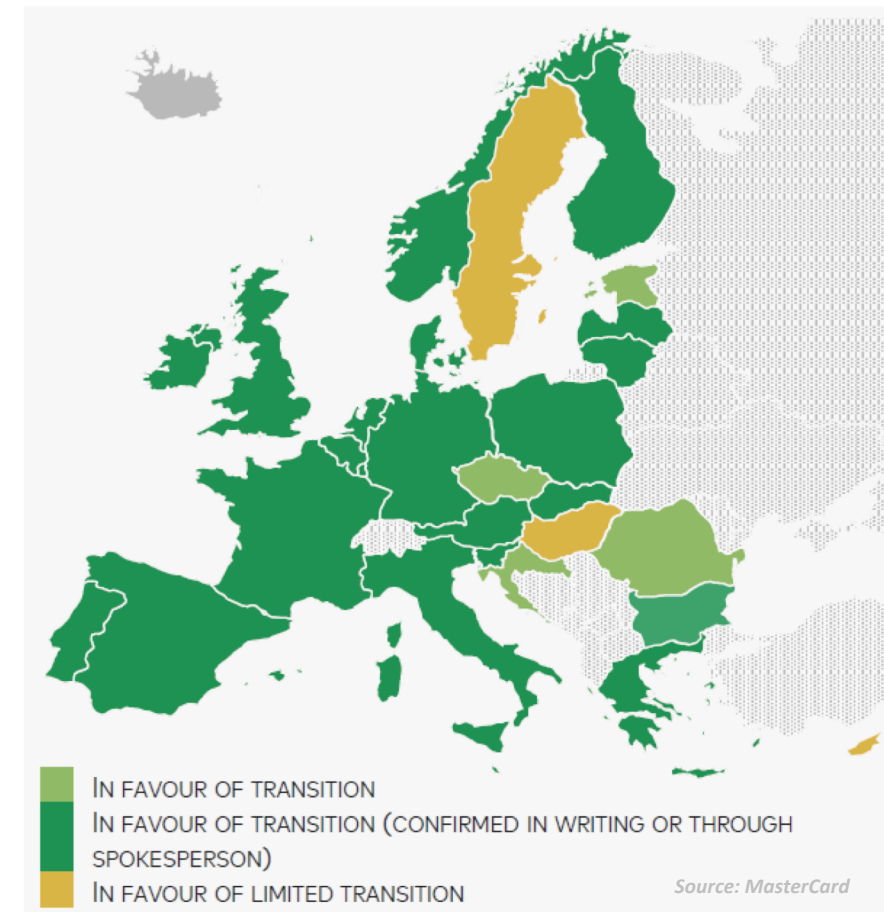 IN FAVOUR OF TRANSITION
IN FAVOUR OF TRANSITION (CONFIRMED IN WRITING OR THROUGH
SPOKESPERSON)
IN FAVOUR OF LIMITED TRANSITION
Source: MasterCard